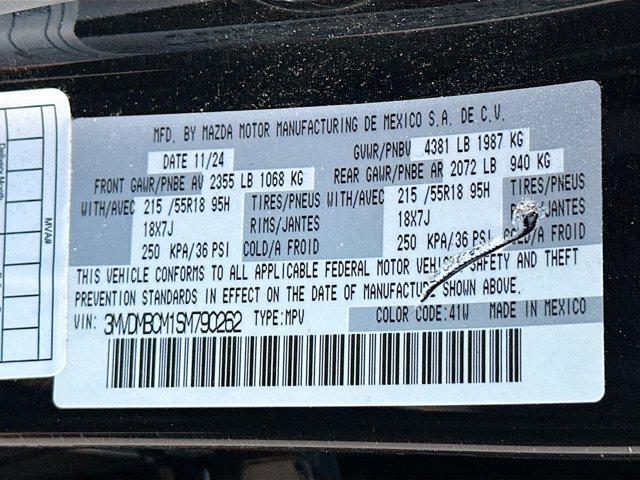 MFD. BY MAZDA MOTOR MANUFACTURING DE MEXICO S.A. DE C.V.
DATE 11/24 GVWR/PNBV 4381 LB 1987 KG
FRONT GAWR/PNBE AV 2355 LB 1068 KG REAR GAWR/PNBE AR 2072 LB 940 KG
WITH/AVEC 215 /55R18 95H TIRES/PNEUS WITH/AVEC 215 /55R18 95H TIRES/PNEUS
18X7J RIMS/JANTES 18X7J /JANTES
250 KPA/36 PSI COLD/A FROID 250 KPA/36 PSI COLD/A FROID
THIS VEHICLE CONFORMS TO ALL APPLICABLE FEDERAL MOTOR SAFETY AND THEFT
PREVENTION STANDARDS IN EFFECT ON THE DATE OF MANUFACTURE SHOWN ABOVE.
VIN: 3MVDMBCM1SM790262 TYPE:MPV COLOR CODE:41W MADE IN MEXICO
MVA#
Delivery Month